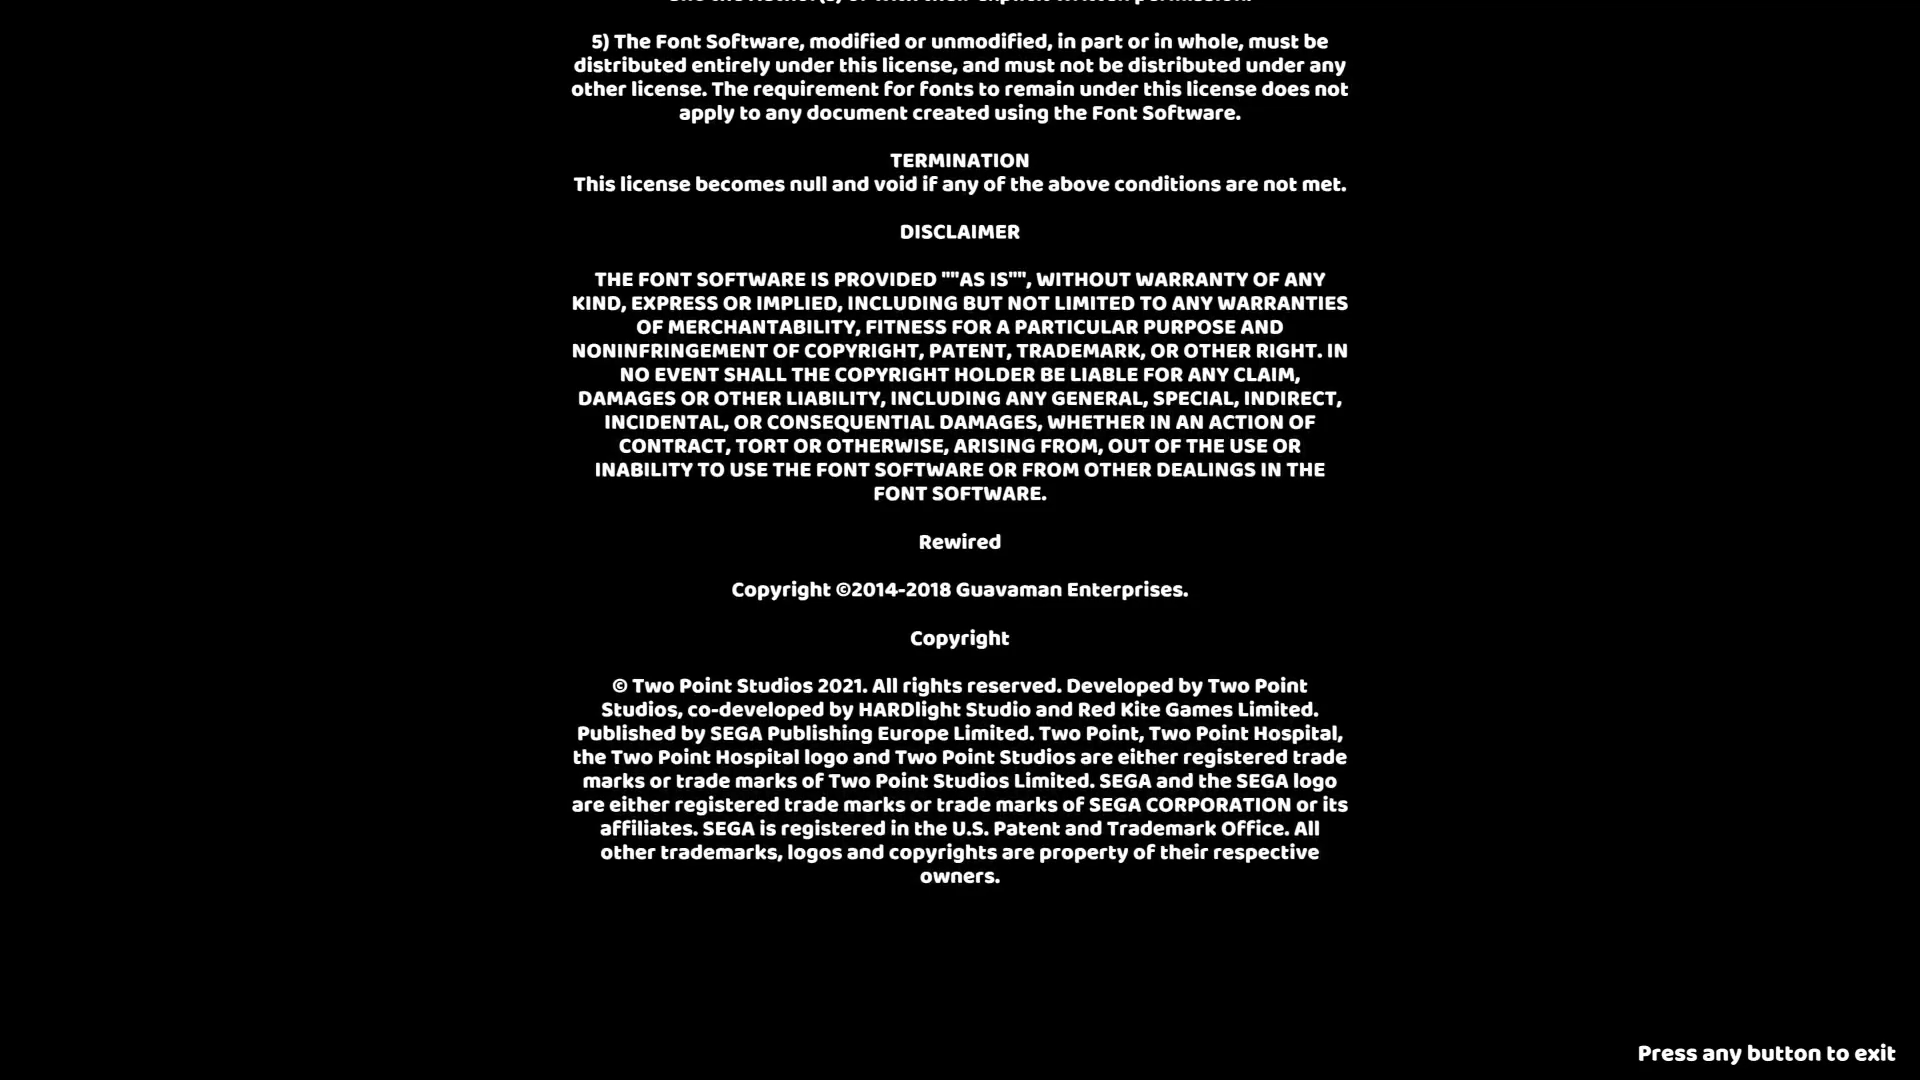 5) The Font Software, modified or unmodified, in part or in whole, must be
distributed entirely under this license, and must not be distributed under any
other license. The requirement for fonts to remain under this license does not
apply to any document created using the Font Software.
TERMINATION
This license becomes null and void if any of the above conditions are not met.
DISCLAIMER
THE FONT SOFTWARE IS PROVIDED ""AS IS"", WITHOUT WARRANTY OF ANY
KIND, EXPRESS OR IMPLIED, INCLUDING BUT NOT LIMITED TO ANY WARRANTIES
OF MERCHANTABILITY, FITNESS FOR A PARTICULAR PURPOSE AND
NONINFRINGEMENT OF COPYRIGHT, PATENT, TRADEMARK, OR OTHER RIGHT. IN
NO EVENT SHALL THE COPYRIGHT HOLDER BE LIABLE FOR ANY CLAIM,
DAMAGES OR OTHER LIABILITY, INCLUDING ANY GENERAL, SPECIAL, INDIRECT,
INCIDENTAL, OR CONSEQUENTIAL DAMAGES, WHETHER IN AN ACTION OF
CONTRACT, TORT OR OTHERWISE, ARISING FROM, OUT OF THE USE OR
INABILITY TO USE THE FONT SOFTWARE OR FROM OTHER DEALINGS IN THE
FONT SOFTWARE.
Rewired
Copyright ©2014-2018 Guavaman Enterprises.
Copyright
© Two Point Studios 2021. All rights reserved. Developed by Two Point
Studios, co-developed by HARDlight Studio and Red Kite Games Limited.
Published by SEGA Publishing Europe Limited. Two Point, Two Point Hospital,
the Two Point Hospital logo and Two Point Studios are either registered trade
marks or trade marks of Two Point Studios Limited. SEGA and the SEGA logo
are either registered trade marks or trade marks of SEGA CORPORATION or its
affiliates. SEGA is registered in the U.S. Patent and Trademark Office. All
other trademarks, logos and copyrights are property of their respective
owners.
Press any button to exit